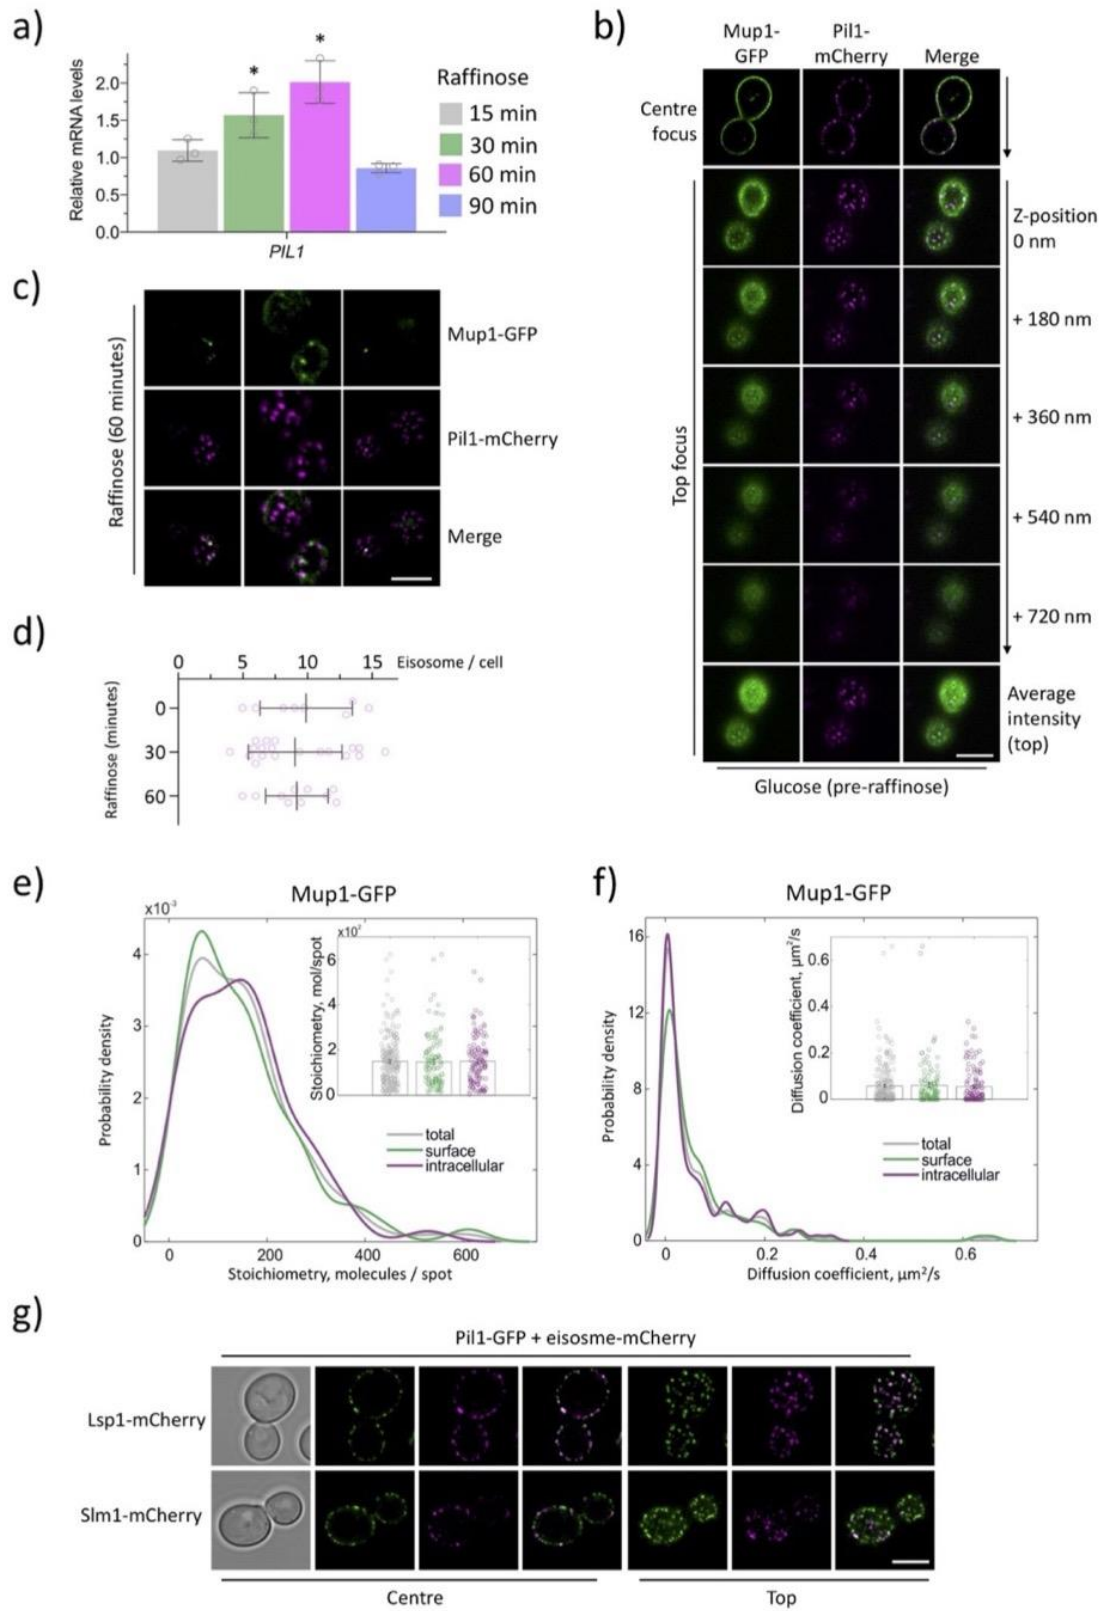 a)
Relative mRNA levels
2.0
1.5
1.0
0.5
0.0
*
*
PIL1
Raffinose
15 min
30 min
60 min
90 min
b)
Mup1-
GFP
Pil1-
mCherry
Merge
Centre
focus
Top focus
Z-position
0 nm
+ 180 nm
+ 360 nm
+ 540 nm
+ 720 nm
Average
intensity
(top)
Glucose (pre-raffinose)
c)
Raffinose (60 minutes)
Mup1-GFP
Pil1-mCherry
Merge
d)
0 5 10 15 Eisosome / cell
Raffinose (minutes)
0
30
60
e)
Mup1-GFP
x10-3
Probability density
4
3
2
1
0
0 200 400 600
Stoichiometry, molecules / spot
x10²
Stoichiometry, mol/spot
6
4
2
0
total
surface
intracellular
f)
Mup1-GFP
Probability density
16
12
8
4
0
0 0.2 0.4 0.6
Diffusion coefficient, µm²/s
Diffusion coefficient, µm²/s
0.6
0.4
0.2
0
total
surface
intracellular
g)
Pil1-GFP + eisosme-mCherry
Lsp1-mCherry
Slm1-mCherry
Centre
Top